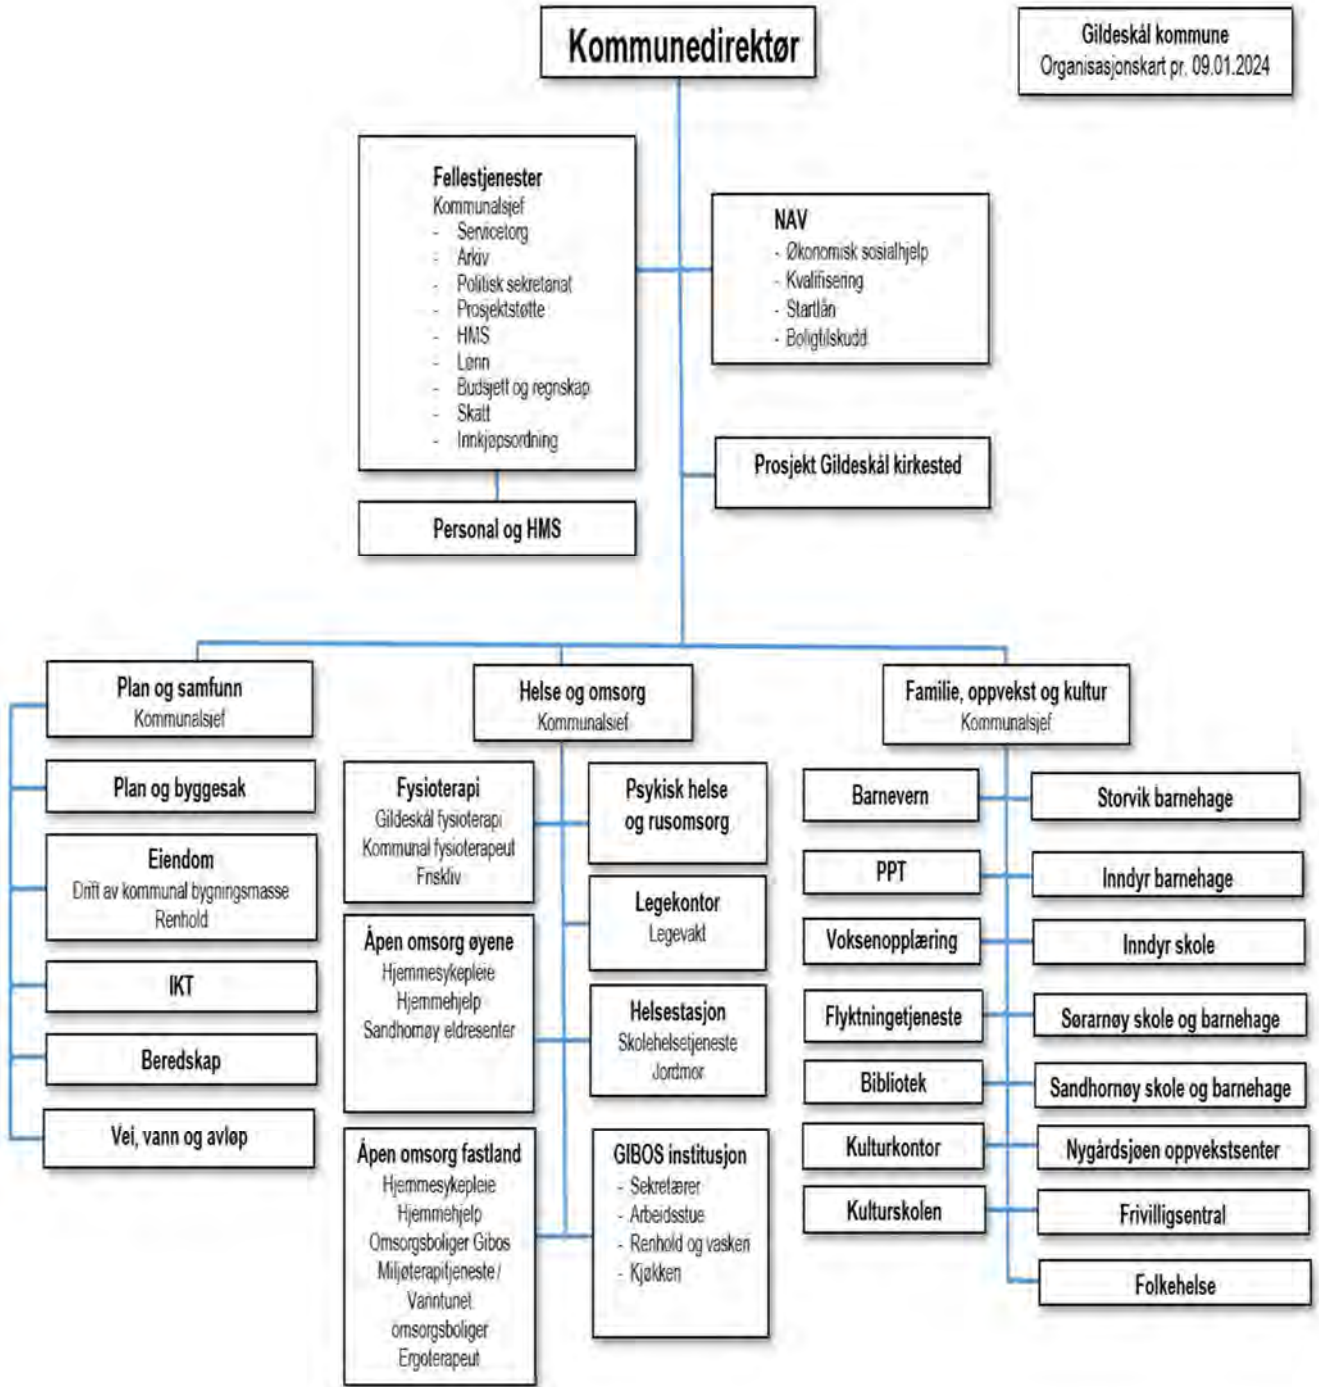 Kommunedirektør
Gildeskål kommune
Organisasjonskart pr. 09.01.2024
Fellestjenester
Kommunalsjef
- Servicetorg
- Arkiv
- Politisk sekretariat
- Prosjektstøtte
- HMS
- Lønn
- Budsjett og regnskap
- Skatt
- Innkjøpsordning
NAV
- Økonomisk sosialhjelp
- Kvalifisering
- Startlån
- Boligtilskudd
Prosjekt Gildeskål kirkested
Personal og HMS
Plan og samfunn
Kommunalsjef
Plan og byggesak
Eiendom
Drift av kommunal bygningsmasse
Renhold
IKT
Beredskap
Vei, vann og avløp
Helse og omsorg
Kommunalsjef
Fysioterapi
Gildeskål fysioterapi
Kommunal fysioterapeut
Friskliv
Psykisk helse
og rusomsorg
Legekontor
Legevakt
Åpen omsorg øyene
Hjemmesykepleie
Hjemmehjelp
Sandhornøy eldresenter
Helsestasjon
Skolehelsetjeneste
Jordmor
Åpen omsorg fastland
Hjemmesykepleie
Hjemmehjelp
Omsorgsboliger Gibos
Miljøterapitjeneste /
Vanntunet
omsorgsboliger
Ergoterapeut
GIBOS institusjon
- Sekretærer
- Arbeidsstue
- Renhold og vasken
- Kjøkken
Familie, oppvekst og kultur
Kommunalsjef
Barnevern
Storvik barnehage
PPT
Inndyr barnehage
Voksenopplæring
Inndyr skole
Flyktningetjeneste
Sørarnøy skole og barnehage
Bibliotek
Sandhornøy skole og barnehage
Kulturkontor
Nygårdsjøen oppvekstsenter
Kulturskolen
Frivilligsentral
Folkehelse